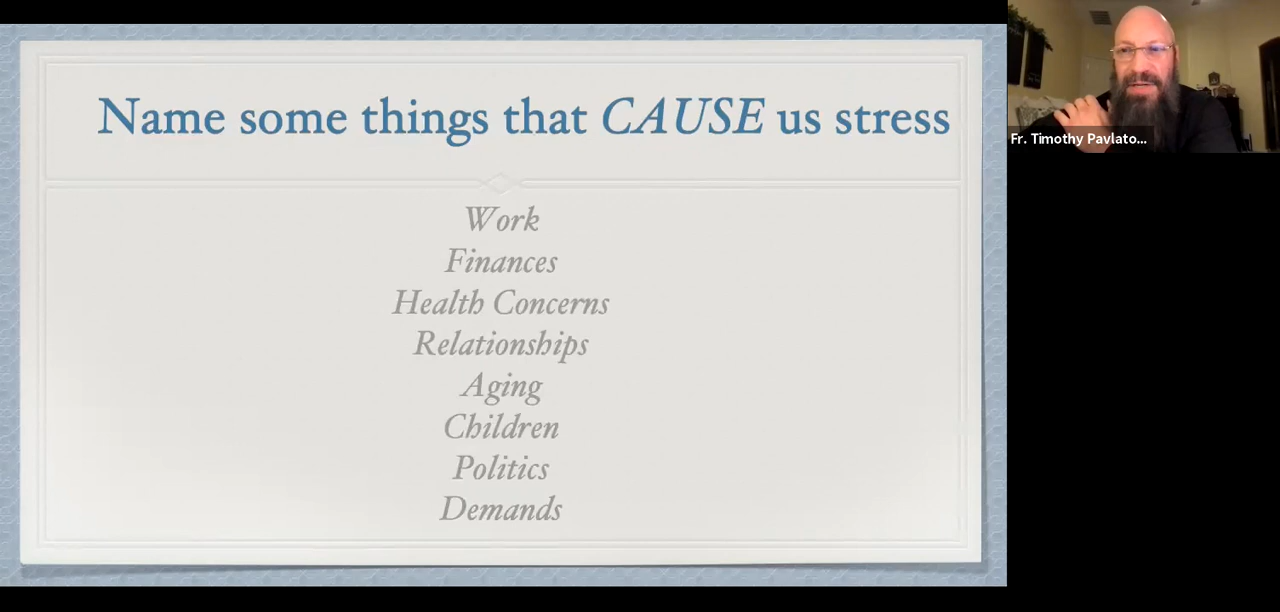 Name some things that CAUSE us stress
Work
Finances
Health Concerns
Relationships
Aging
Children
Politics
Demands
Fr. Timothy Pavlato...